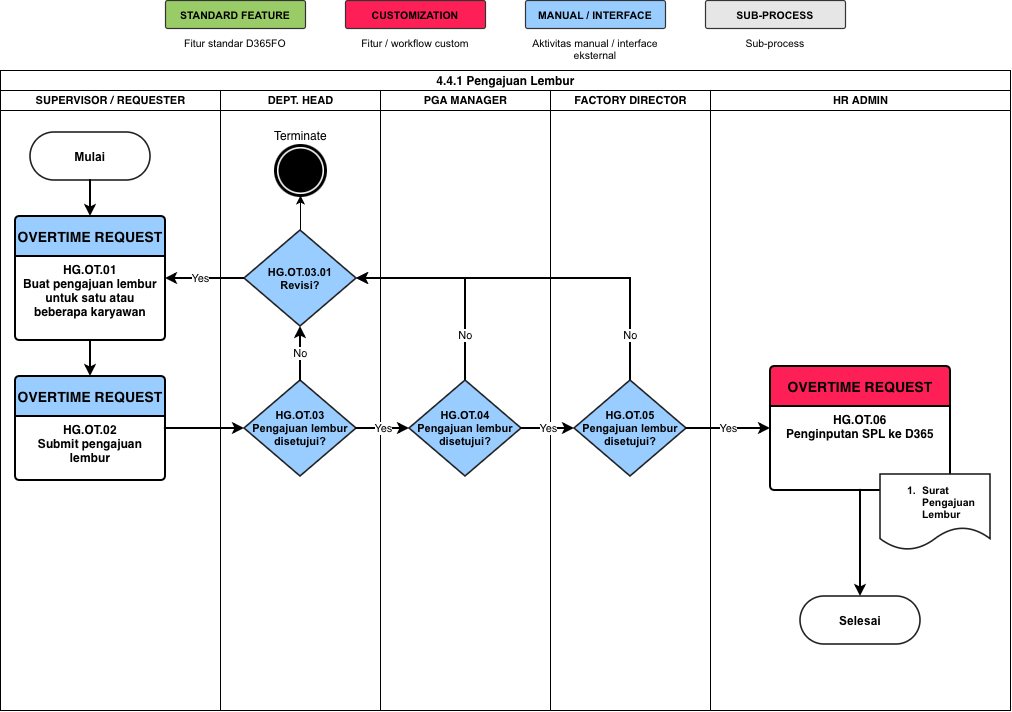 STANDARD FEATURE
CUSTOMIZATION
MANUAL / INTERFACE
SUB-PROCESS
Fitur standar D365FO
Fitur / workflow custom
Aktivitas manual / interface
eksternal
Sub-process
4.4.1 Pengajuan Lembur
SUPERVISOR / REQUESTER
DEPT. HEAD
PGA MANAGER
FACTORY DIRECTOR
HR ADMIN
Terminate
Mulai
OVERTIME REQUEST
HG.OT.01
Buat pengajuan lembur
untuk satu atau
beberapa karyawan
Yes
HG.OT.03.01
Revisi?
No
No
No
OVERTIME REQUEST
HG.OT.02
Submit pengajuan
lembur
HG.OT.03
Pengajuan lembur
disetujui?
Yes
HG.OT.04
Pengajuan lembur
disetujui?
Yes
HG.OT.05
Pengajuan lembur
disetujui?
Yes
OVERTIME REQUEST
HG.OT.06
Penginputan SPL ke D365
1. Surat
Pengajuan
Lembur
Selesai